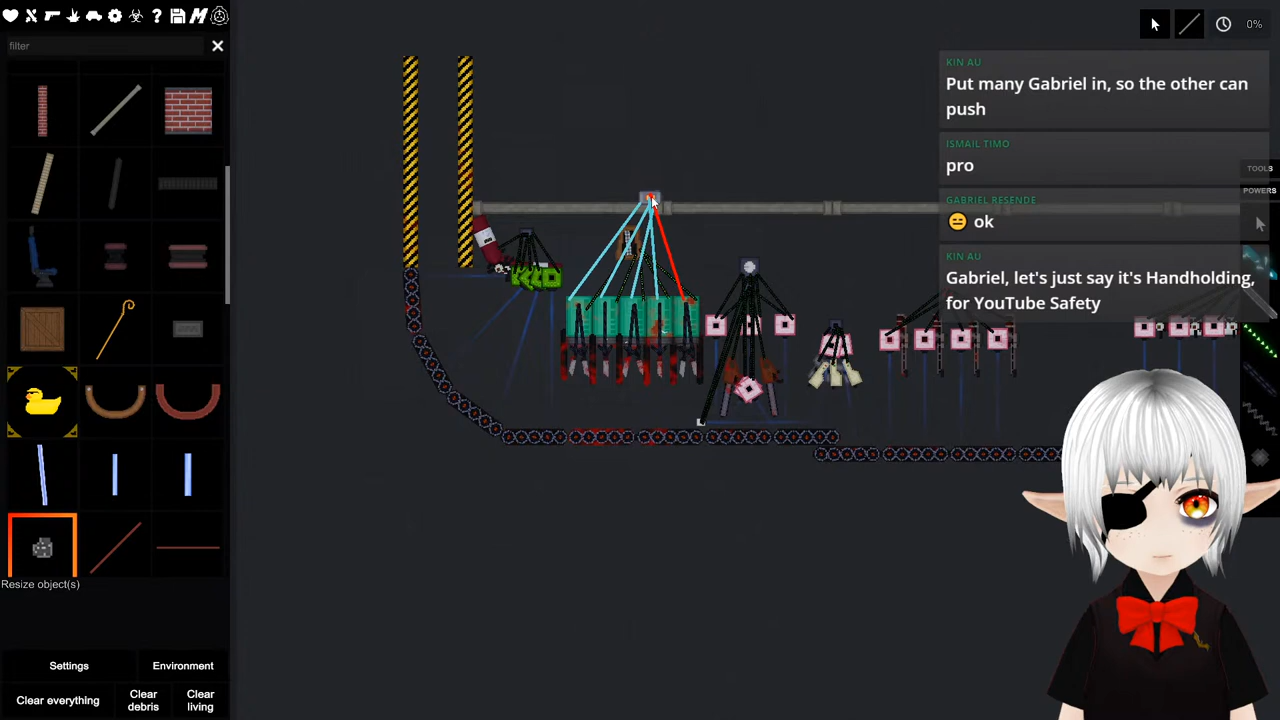 filter
Resize object(s)
Settings
Environment
Clear everything
Clear
debris
Clear
living
0%
KIN AU
Put many Gabriel in, so the other can
push
ISMAIL TIMO
pro
GABRIEL RESENDE
😑 ok
KIN AU
Gabriel, let's just say it's Handholding,
for YouTube Safety
TOOLS
POWERS